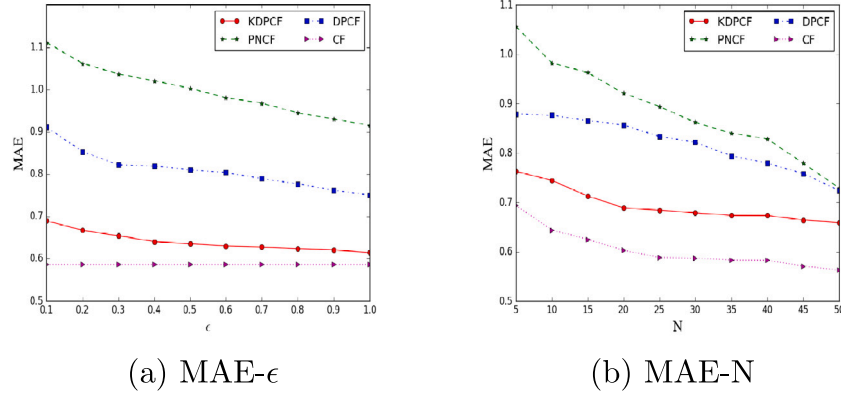 KDPCF DPCF
PNCF CF
MAE
1.1
1.0
0.9
0.8
0.7
0.6
0.5
0.1 0.2 0.3 0.4 0.5 0.6 0.7 0.8 0.9 1.0
ϵ
(a) MAE-ϵ
KDPCF DPCF
PNCF CF
MAE
1.1
1.0
0.9
0.8
0.7
0.6
0.5
5 10 15 20 25 30 35 40 45 50
N
(b) MAE-N